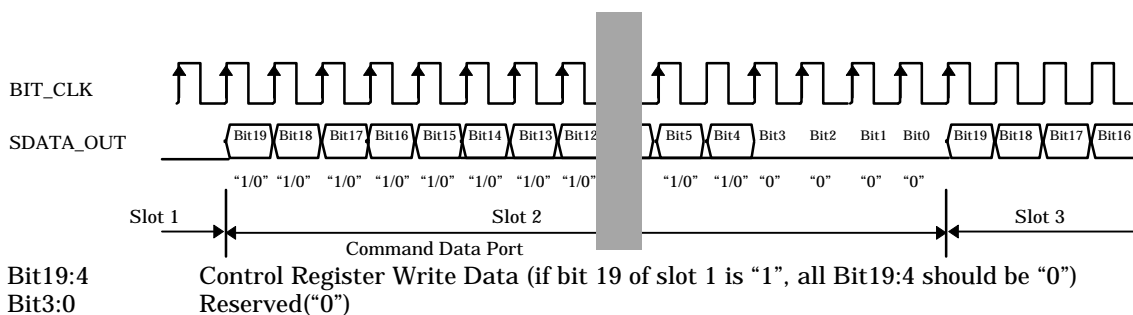 BIT_CLK
SDATA_OUT Bit19 Bit18 Bit17 Bit16 Bit15 Bit14 Bit13 Bit12 Bit5 Bit4 Bit3 Bit2 Bit1 Bit0 Bit19 Bit18 Bit17 Bit16
“1/0” “1/0” “1/0” “1/0” “1/0” “1/0” “1/0” “1/0” “1/0” “1/0” “0” “0” “0” “0”
Slot 1 Slot 2 Slot 3
Command Data Port
Bit19:4 Control Register Write Data (if bit 19 of slot 1 is “1”, all Bit19:4 should be “0”)
Bit3:0 Reserved(“0”)